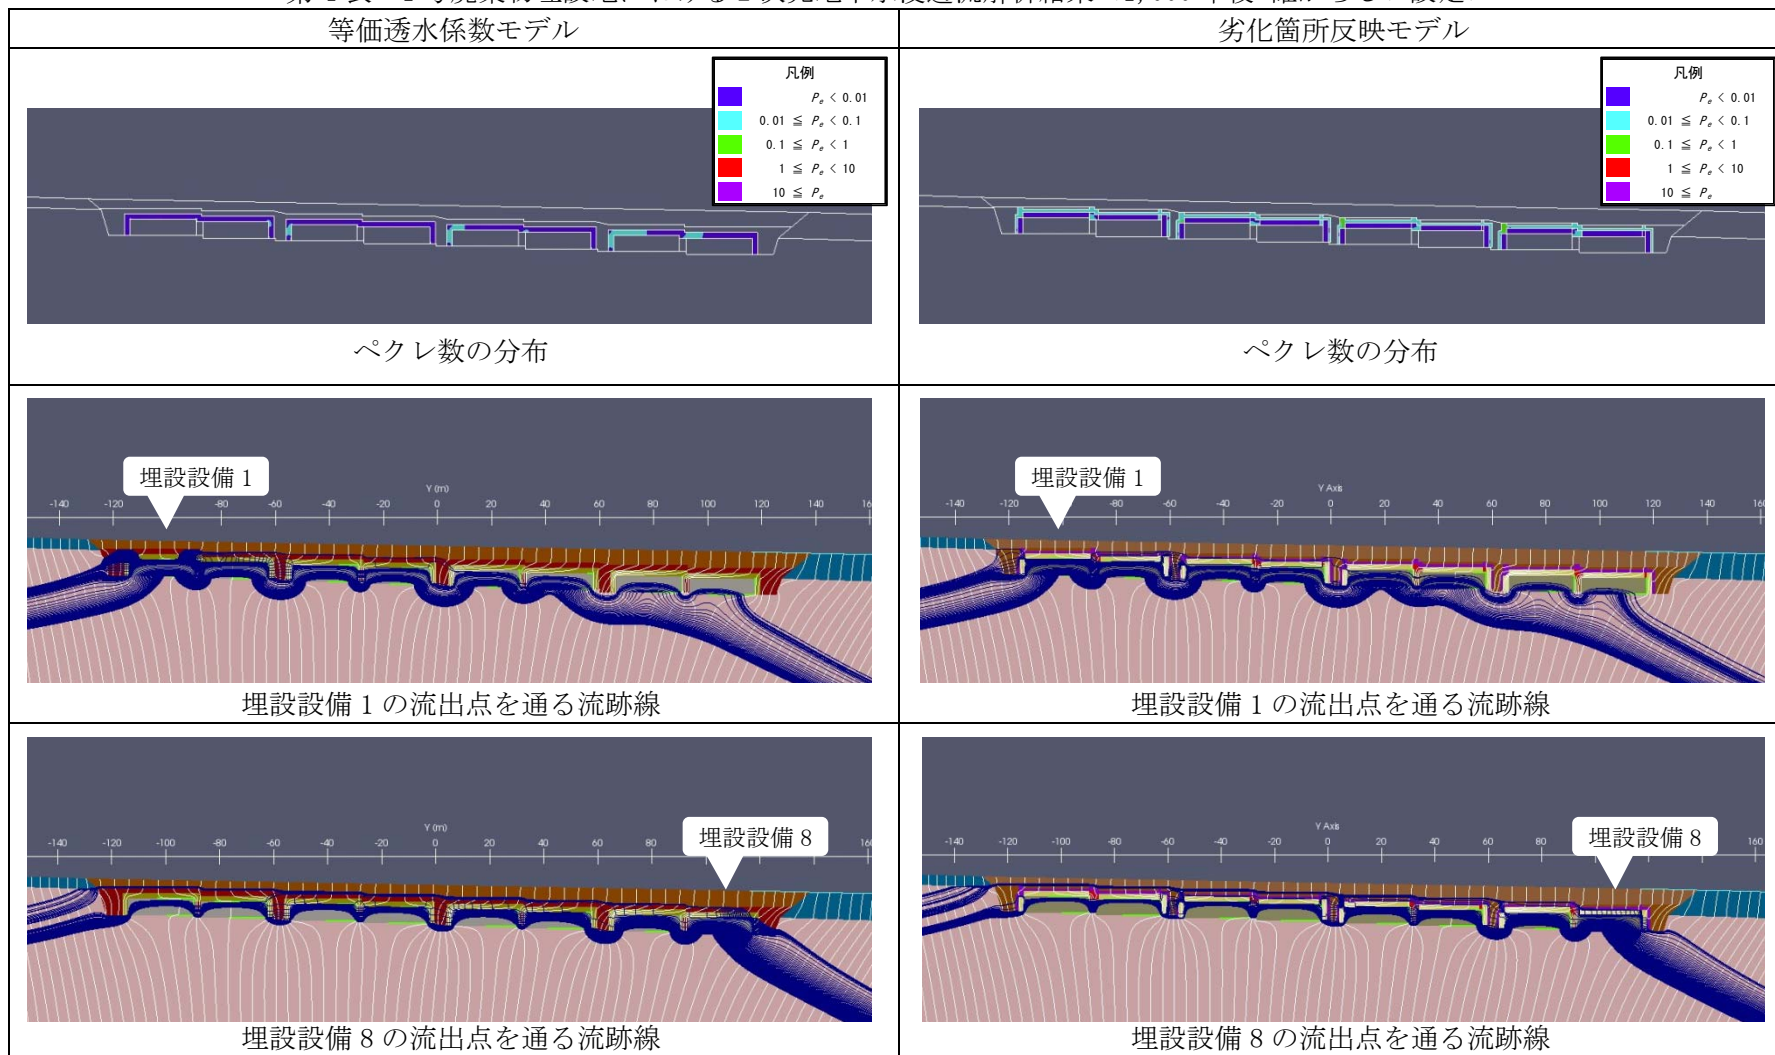 等価透水係数モデル
劣化箇所反映モデル
凡例
Pe < 0.01
0.01 ≦ Pe < 0.1
0.1 ≦ Pe < 1
1 ≦ Pe < 10
10 ≦ Pe
凡例
Pe < 0.01
0.01 ≦ Pe < 0.1
0.1 ≦ Pe < 1
1 ≦ Pe < 10
10 ≦ Pe
ペクレ数の分布
ペクレ数の分布
埋設設備 1
Y (m)
-140 -120 -80 -60 -40 -20 0 20 40 60 80 100 120 140
埋設設備 1
Y Axis
-140 -120 -80 -60 -40 -20 0 20 40 60 80 100 120 140 160
埋設設備 1 の流出点を通る流跡線
埋設設備 1 の流出点を通る流跡線
埋設設備 8
Y (m)
-140 -120 -100 -80 -60 -40 -20 0 20 40 60 80 120 140
埋設設備 8
Y Axis
-140 -120 -100 -80 -60 -40 -20 0 20 40 60 80 120 140 160
埋設設備 8 の流出点を通る流跡線
埋設設備 8 の流出点を通る流跡線